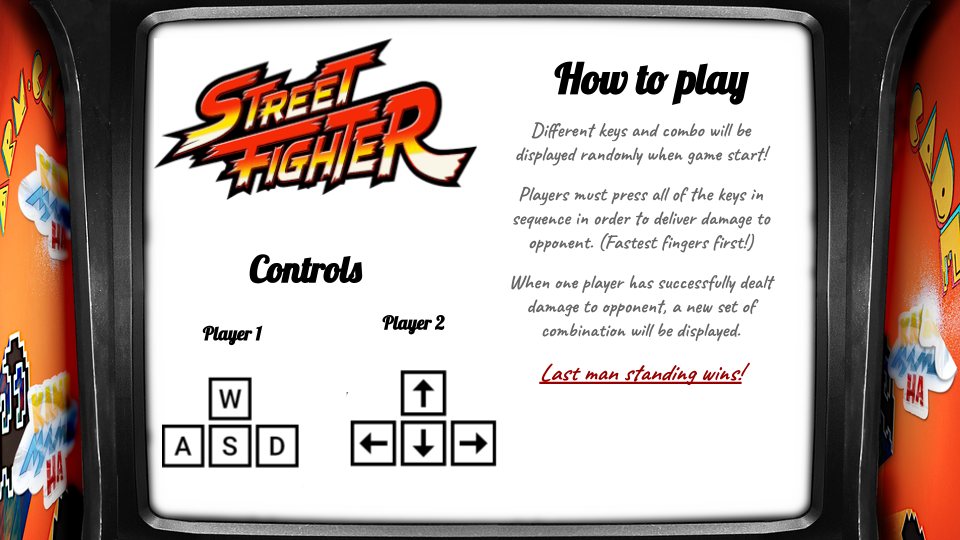 STREET
FIGHTER
How to play
Different keys and combo will be
displayed randomly when game start!
Players must press all of the keys in
sequence in order to deliver damage to
opponent. (Fastest fingers first!)
When one player has successfully dealt
damage to opponent, a new set of
combination will be displayed.
Last man standing wins!
Controls
Player 1
Player 2
W
A S D
HA
HA
HA